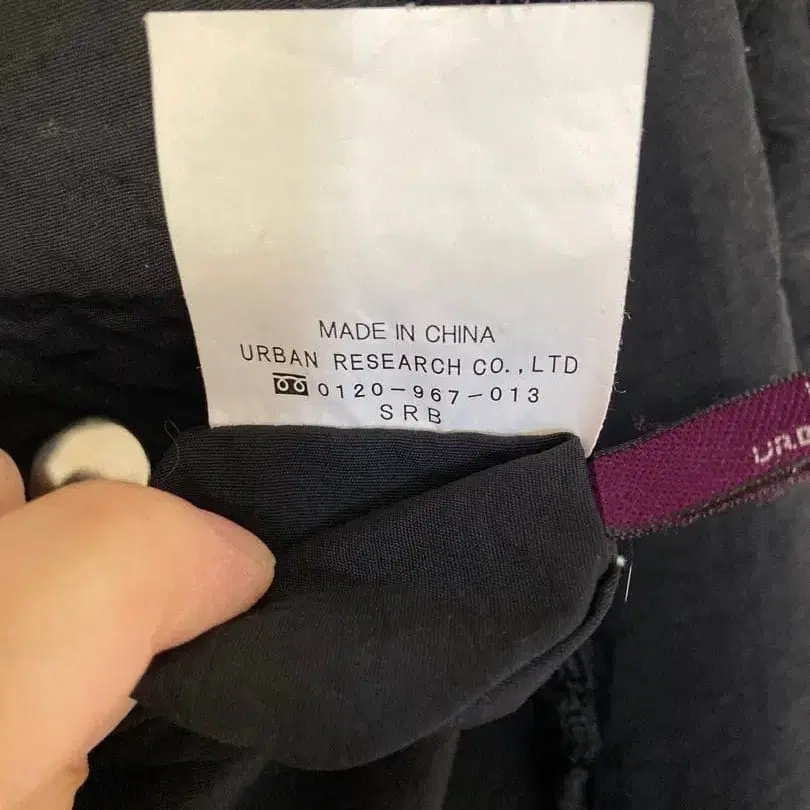 MADE IN CHINA
URBAN RESEARCH CO.,LTD
0120-967-013
SRB